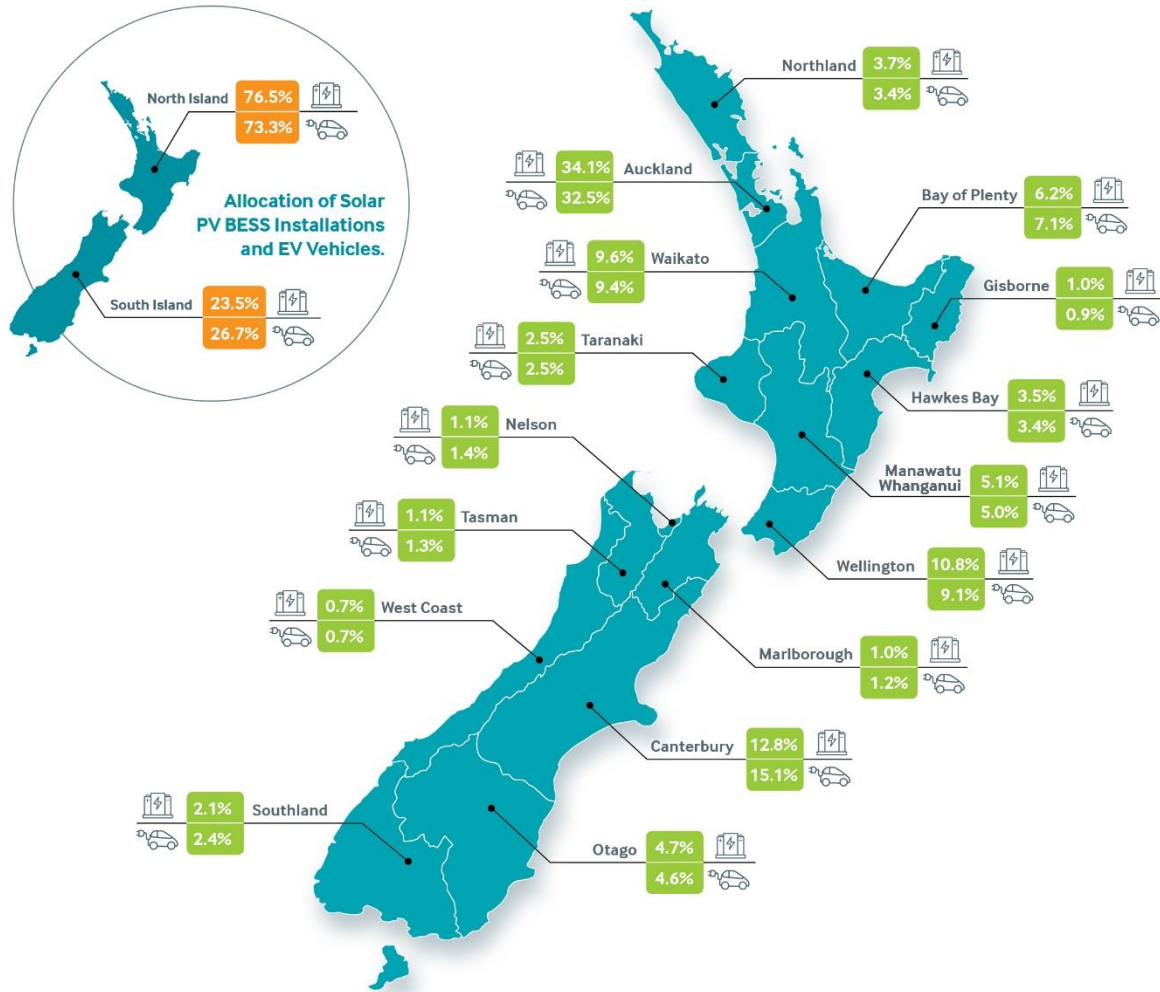 North Island
76.5%
73.3%
Allocation of Solar
PV BESS Installations
and EV Vehicles.
South Island
23.5%
26.7%
Northland
3.7%
3.4%
34.1%
32.5%
Auckland
Bay of Plenty
6.2%
7.1%
9.6%
9.4%
Waikato
Gisborne
1.0%
0.9%
2.5%
2.5%
Taranaki
Hawkes Bay
3.5%
3.4%
1.1%
1.4%
Nelson
Manawatu
Whanganui
5.1%
5.0%
1.1%
1.3%
Tasman
Wellington
10.8%
9.1%
0.7%
0.7%
West Coast
Marlborough
1.0%
1.2%
Canterbury
12.8%
15.1%
2.1%
2.4%
Southland
Otago
4.7%
4.6%